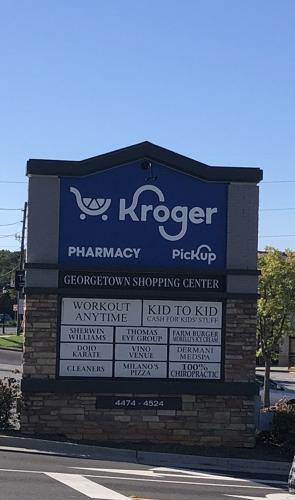 Kroger
PHARMACY PickUp
GEORGETOWN SHOPPING CENTER
WORKOUT ANYTIME
KID TO KID
CASH FOR KIDS' STUFF
SHERWIN WILLIAMS
THOMAS EYE GROUP
FARM BURGER
MORELLI'S ICE CREAM
DOJO KARATE
VINO VENUE
DERMANI MEDSPA
CLEANERS
MILANO'S PIZZA
100% CHIROPRACTIC
4474 - 4524